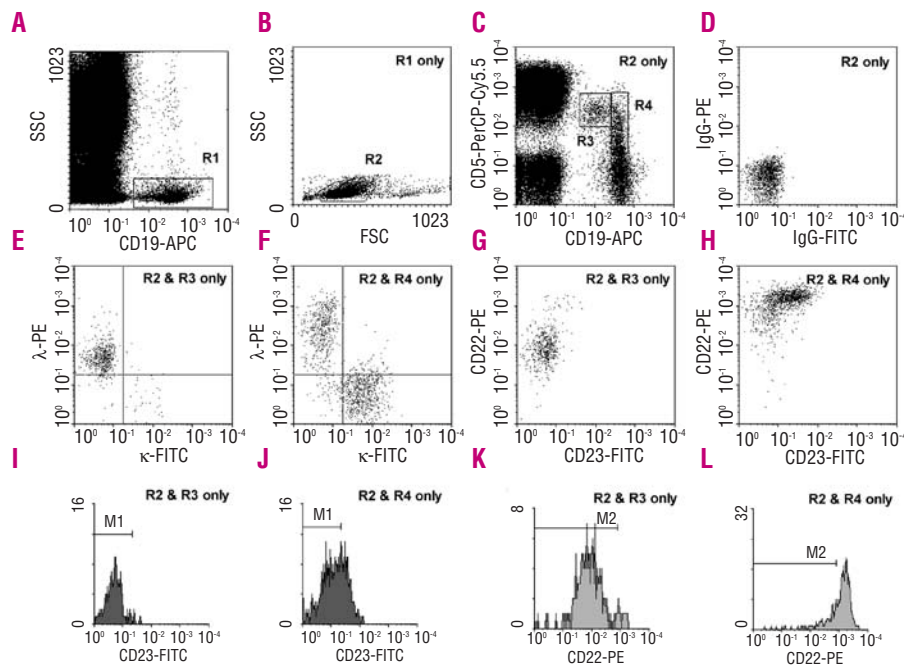 A
B
C
D
SSC
1023
0
R1
10⁰ 10⁻¹ 10⁻² 10⁻³ 10⁻⁴
CD19-APC
SSC
1023
0
R1 only
R2
0 1023
FSC
CD5-PerCP-Cy5.5
10⁰ 10⁻¹ 10⁻² 10⁻³ 10⁻⁴
R2 only
R4
R3
10⁰ 10⁻¹ 10⁻² 10⁻³ 10⁻⁴
CD19-APC
IgG-PE
10⁰ 10⁻¹ 10⁻² 10⁻³ 10⁻⁴
R2 only
10⁰ 10⁻¹ 10⁻² 10⁻³ 10⁻⁴
IgG-FITC
E
F
G
H
λ-PE
10⁰ 10¹ 10⁻² 10⁻³ 10⁻⁴
R2 & R3 only
10⁰ 10⁻¹ 10⁻² 10⁻³ 10⁻⁴
κ-FITC
λ-PE
10⁰ 10¹ 10⁻² 10⁻³ 10⁻⁴
R2 & R4 only
10⁰ 10⁻¹ 10⁻² 10⁻³ 10⁻⁴
κ-FITC
CD22-PE
10⁰ 10¹ 10⁻² 10⁻³ 10⁻⁴
R2 & R3 only
10⁰ 10⁻¹ 10⁻² 10⁻³ 10⁻⁴
CD23-FITC
CD22-PE
10⁰ 10¹ 10⁻² 10⁻³ 10⁻⁴
R2 & R4 only
10⁰ 10⁻¹ 10⁻² 10⁻³ 10⁻⁴
CD23-FITC
I
J
K
L
R2 & R3 only
16
0
M1
10⁰ 10⁻¹ 10⁻² 10⁻³ 10⁻⁴
CD23-FITC
R2 & R4 only
16
0
M1
10⁰ 10⁻¹ 10⁻² 10⁻³ 10⁻⁴
CD23-FITC
R2 & R3 only
8
0
M2
10⁰ 10⁻¹ 10⁻² 10⁻³ 10⁻⁴
CD22-PE
R2 & R4 only
32
0
M2
10⁰ 10⁻¹ 10⁻² 10⁻³ 10⁻⁴
CD22-PE